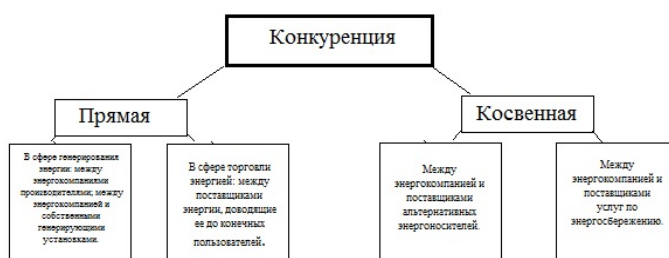 Конкуренция
Прямая
Косвенная
В сфере генерирования
энергии: между
энергокомпаниями
производителями; между
энергокомпанией и
собственными
генерирующими
установками.
В сфере торговли
энергией: между
поставщиками
энергии, доводящие
ее до конечных
пользователей.
Между
энергокомпанией и
поставщиками
альтернативных
энергоносителей.
Между
энергокомпанией и
поставщиками
услуг по
энергосбережению.